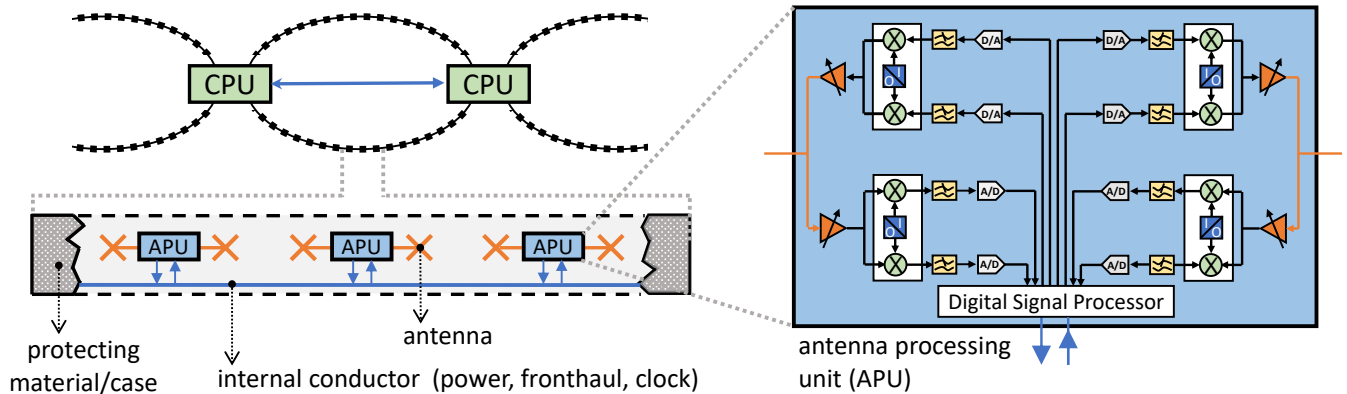 CPU
CPU
APU
APU
APU
protecting
material/case
internal conductor (power, fronthaul, clock)
antenna
D/A
D/A
I
Q
I
Q
D/A
D/A
A/D
A/D
I
Q
I
Q
A/D
A/D
Digital Signal Processor
antenna processing
unit (APU)